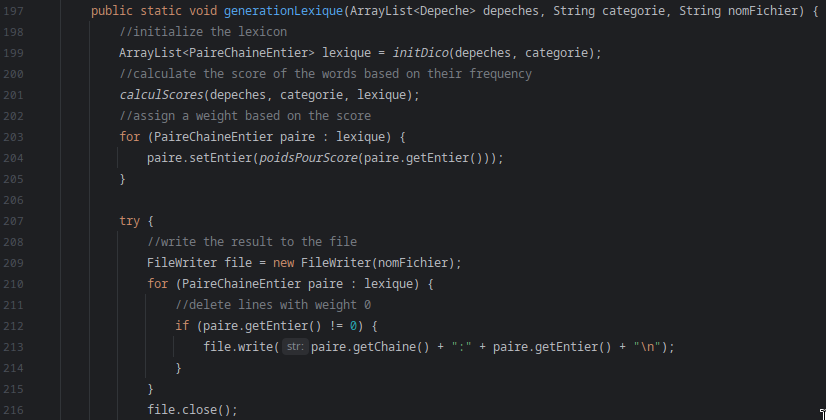 197 public static void generationLexique(ArrayList<Depeche> depeches, String categorie, String nomFichier) {
198 //initialize the lexicon
199 ArrayList<PaireChaineEntier> lexique = initDico(depeches, categorie);
200 //calculate the score of the words based on their frequency
201 calculScores(depeches, categorie, lexique);
202 //assign a weight based on the score
203 for (PaireChaineEntier paire : lexique) {
204 paire.setEntier(poidsPourScore(paire.getEntier()));
205 }
206
207 try {
208 //write the result to the file
209 FileWriter file = new FileWriter(nomFichier);
210 for (PaireChaineEntier paire : lexique) {
211 //delete lines with weight 0
212 if (paire.getEntier() != 0) {
213 file.write( str: paire.getChaine() + ":" + paire.getEntier() + "\n");
214 }
215 }
216 file.close();